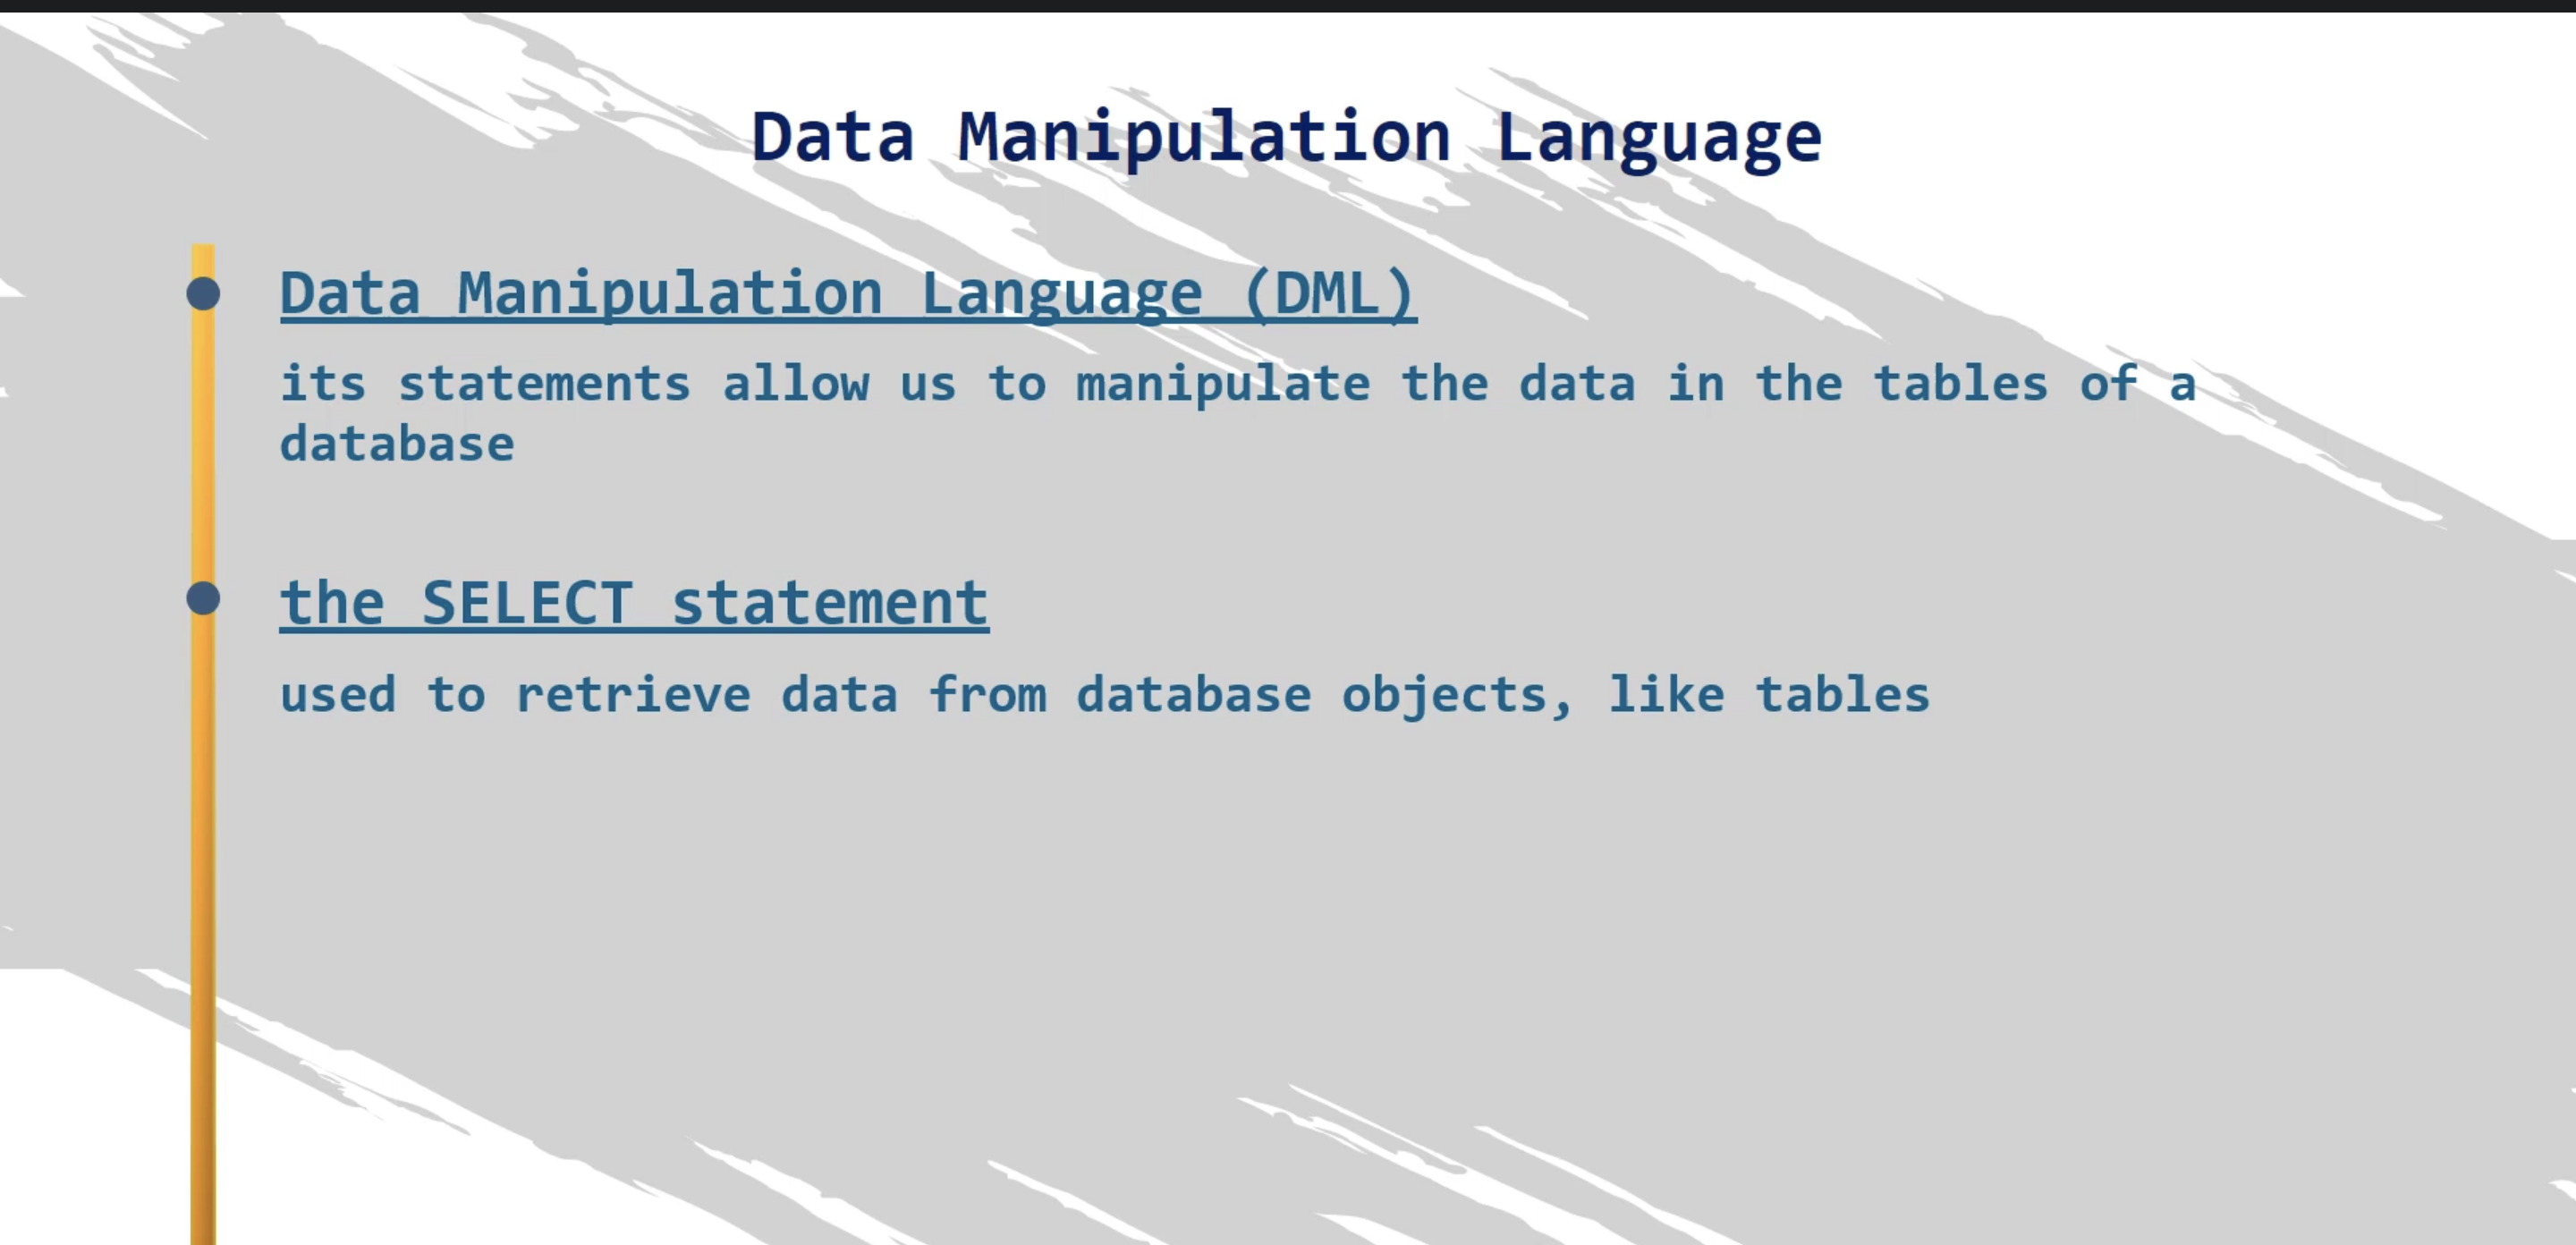 Data Manipulation Language
Data Manipulation Language (DML)
its statements allow us to manipulate the data in the tables of a
database
the SELECT statement
used to retrieve data from database objects, like tables